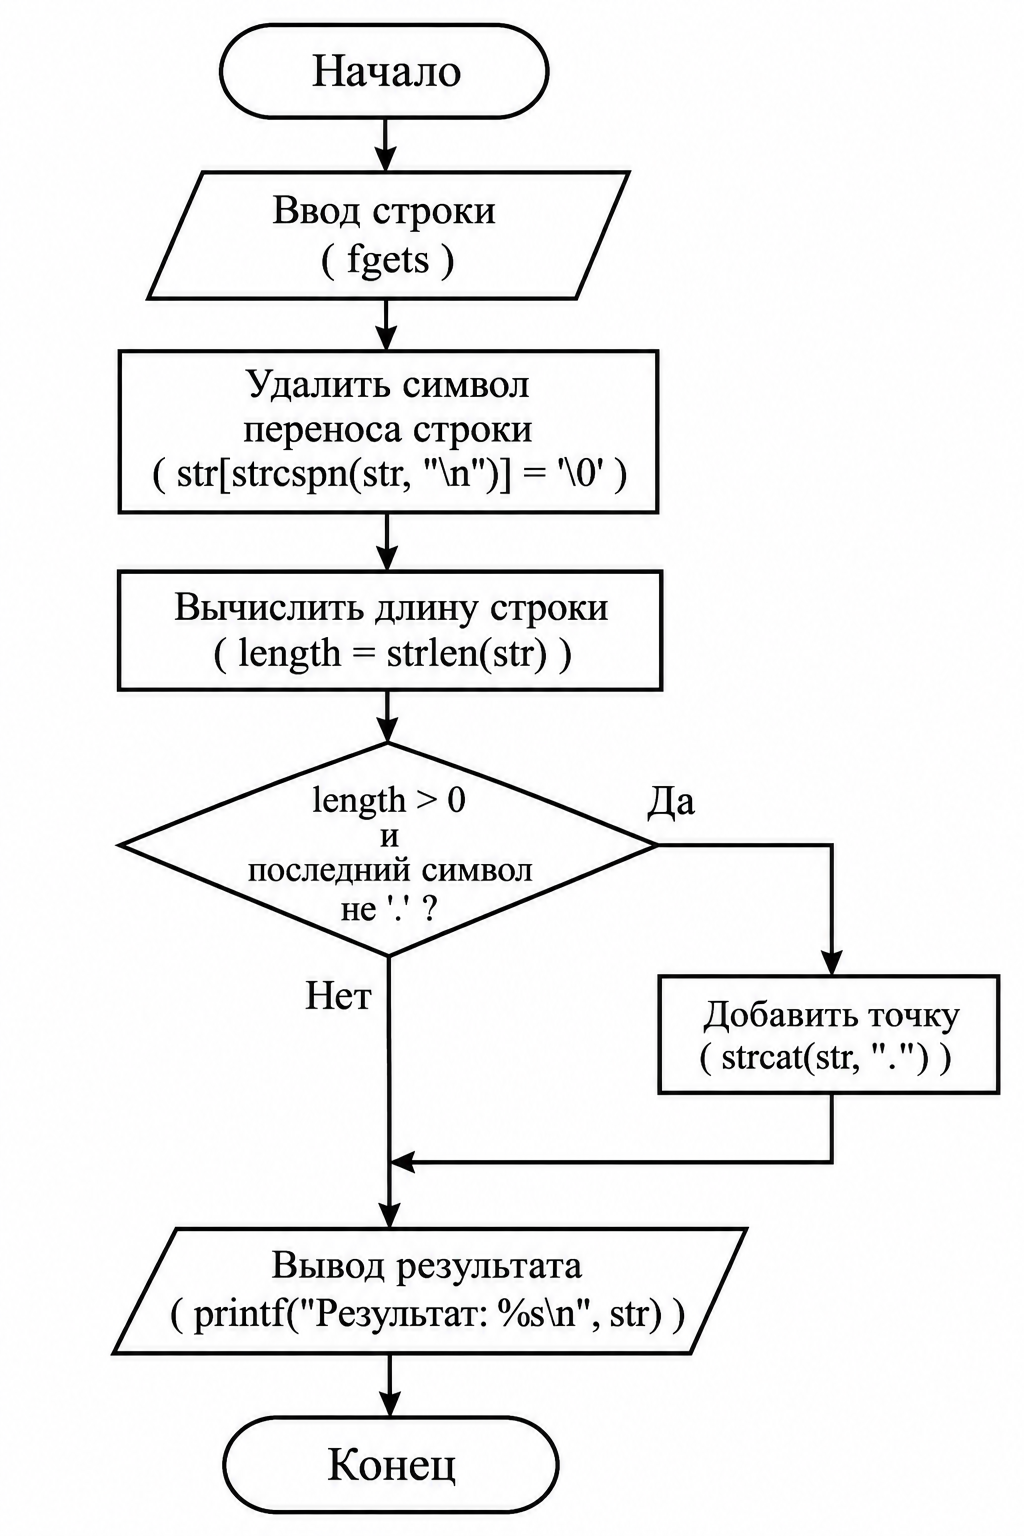 Начало
Ввод строки
( fgets )
Удалить символ
переноса строки
( str[strcspn(str, "\n")] = '\0' )
Вычислить длину строки
( length = strlen(str) )
length > 0
и
последний символ
не '.' ?
Да
Нет
Добавить точку
( strcat(str, ".") )
Вывод результата
( printf("Результат: %s\n", str) )
Конец